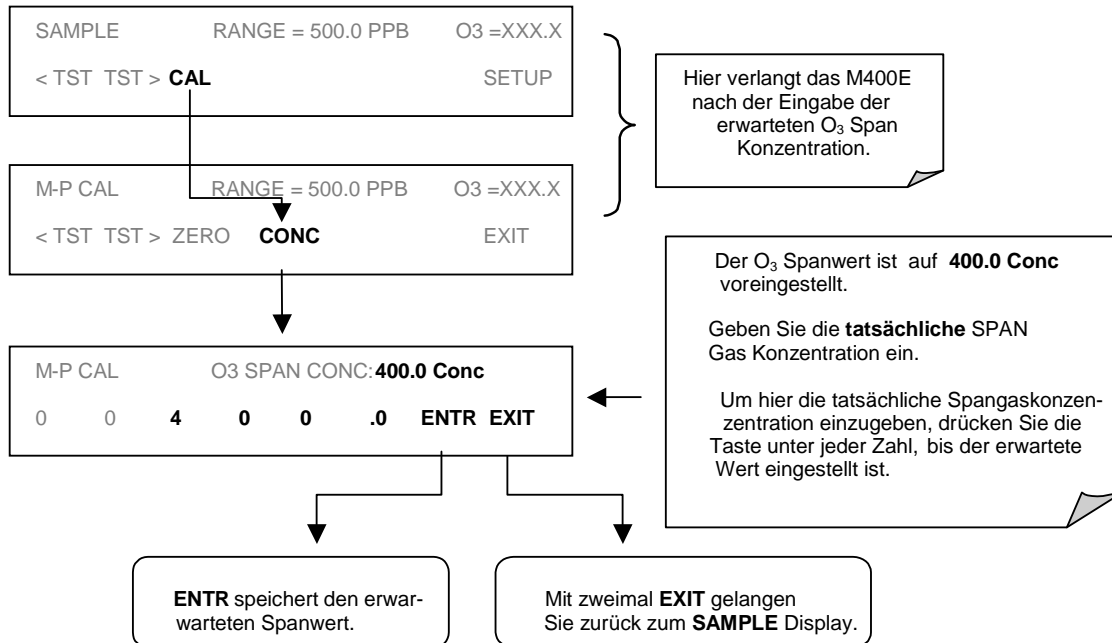 SAMPLE RANGE = 500.0 PPB O3 =XXX.X
< TST TST > CAL SETUP
Hier verlangt das M400E
nach der Eingabe der
erwarteten O₃ Span
Konzentration.
M-P CAL RANGE = 500.0 PPB O3 =XXX.X
< TST TST > ZERO CONC EXIT
Der O₃ Spanwert ist auf 400.0 Conc
voreingestellt.
Geben Sie die tatsächliche SPAN
Gas Konzentration ein.
Um hier die tatsächliche Spangaskonzen-
zentration einzugeben, drücken Sie die
Taste unter jeder Zahl, bis der erwartete
Wert eingestellt ist.
M-P CAL O3 SPAN CONC: 400.0 Conc
0 0 4 0 0 .0 ENTR EXIT
ENTR speichert den erwar-
warteten Spanwert.
Mit zweimal EXIT gelangen
Sie zurück zum SAMPLE Display.